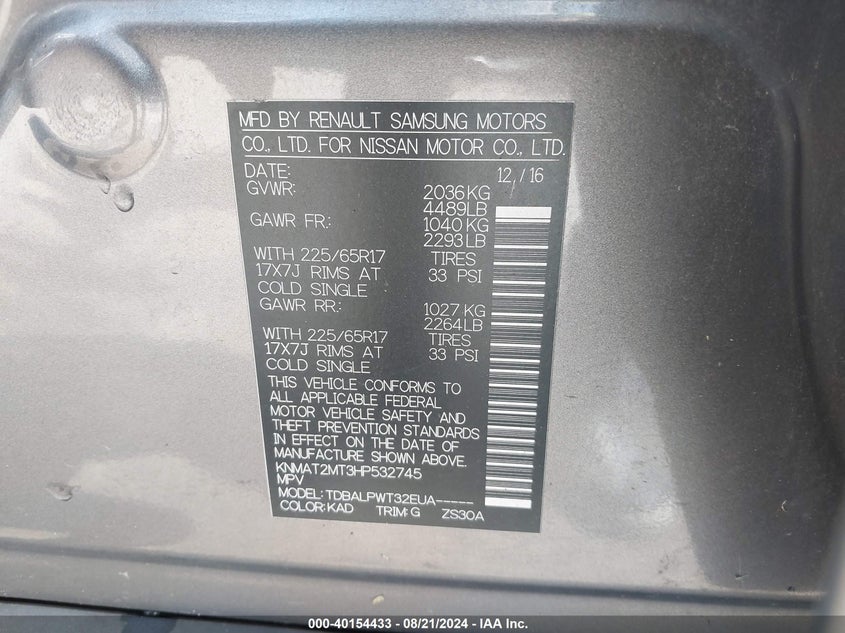 MFD BY RENAULT SAMSUNG MOTORS
CO., LTD. FOR NISSAN MOTOR CO., LTD.
DATE: 12 / 16
GVWR: 2036KG
4489LB
GAWR FR.: 1040 KG
2293LB
WITH 225/65R17 TIRES
17X7J RIMS AT 33 PSI
COLD SINGLE
GAWR RR.: 1027 KG
2264LB
WITH 225/65R17 TIRES
17X7J RIMS AT 33 PSI
COLD SINGLE
THIS VEHICLE CONFORMS TO
ALL APPLICABLE FEDERAL
MOTOR VEHICLE SAFETY AND
THEFT PREVENTION STANDARDS
IN EFFECT ON THE DATE OF
MANUFACTURE SHOWN ABOVE.
KNMAT2MT3HP532745
MPV
MODEL: TDBALPWT32EUA-----
COLOR:KAD TRIM:G ZS30A
000-40154433 - 08/21/2024 - IAA Inc.